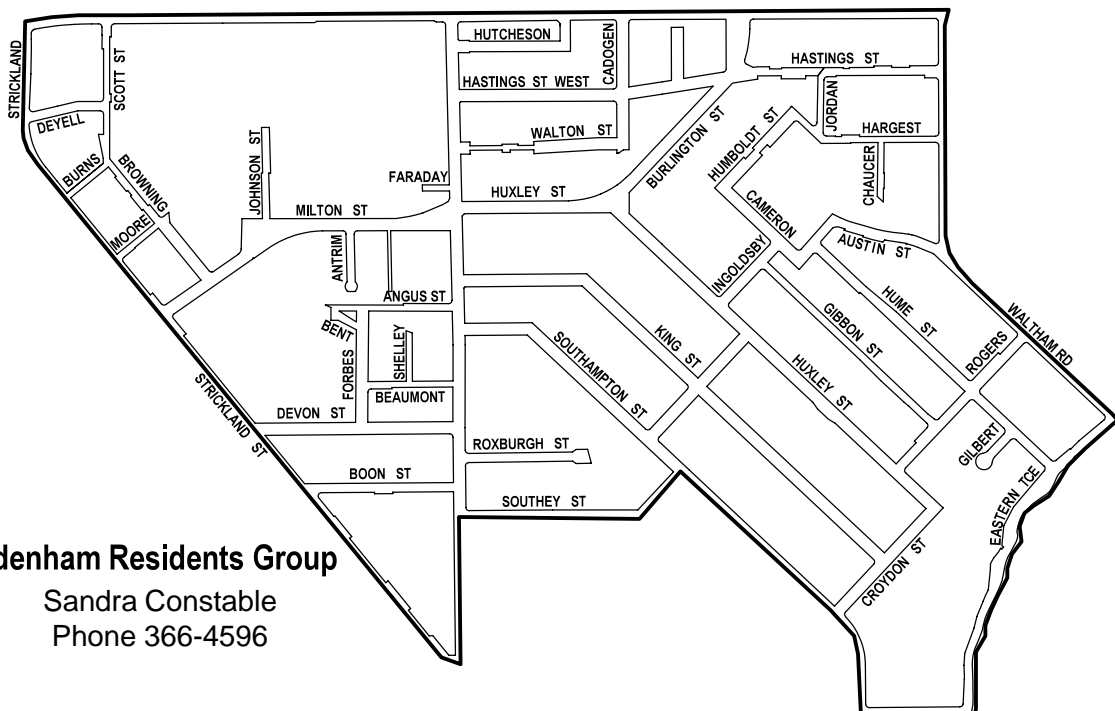 HUTCHESON
CADOGEN
HASTINGS ST
STRICKLAND
SCOTT ST
HASTINGS ST WEST
JORDAN
DEYELL
WALTON ST
BURLINGTON ST
HUMBOLDT ST
HARGEST
BURNS
BROWNING
JOHNSON ST
FARADAY
HUXLEY ST
CHAUCER
MOORE
MILTON ST
CAMERON
ANTRIM
INGOLDSBY
AUSTIN ST
ANGUS ST
HUME ST
WALTHAM RD
BENT
FORBES
SHELLEY
KING ST
GIBBON ST
ROGERS
SOUTHAMPTON ST
HUXLEY ST
STRICKLAND ST
BEAUMONT
DEVON ST
ROXBURGH ST
GILBERT
BOON ST
SOUTHEY ST
EASTERN TCE
CROYDON ST
denham Residents Group
Sandra Constable
Phone 366-4596